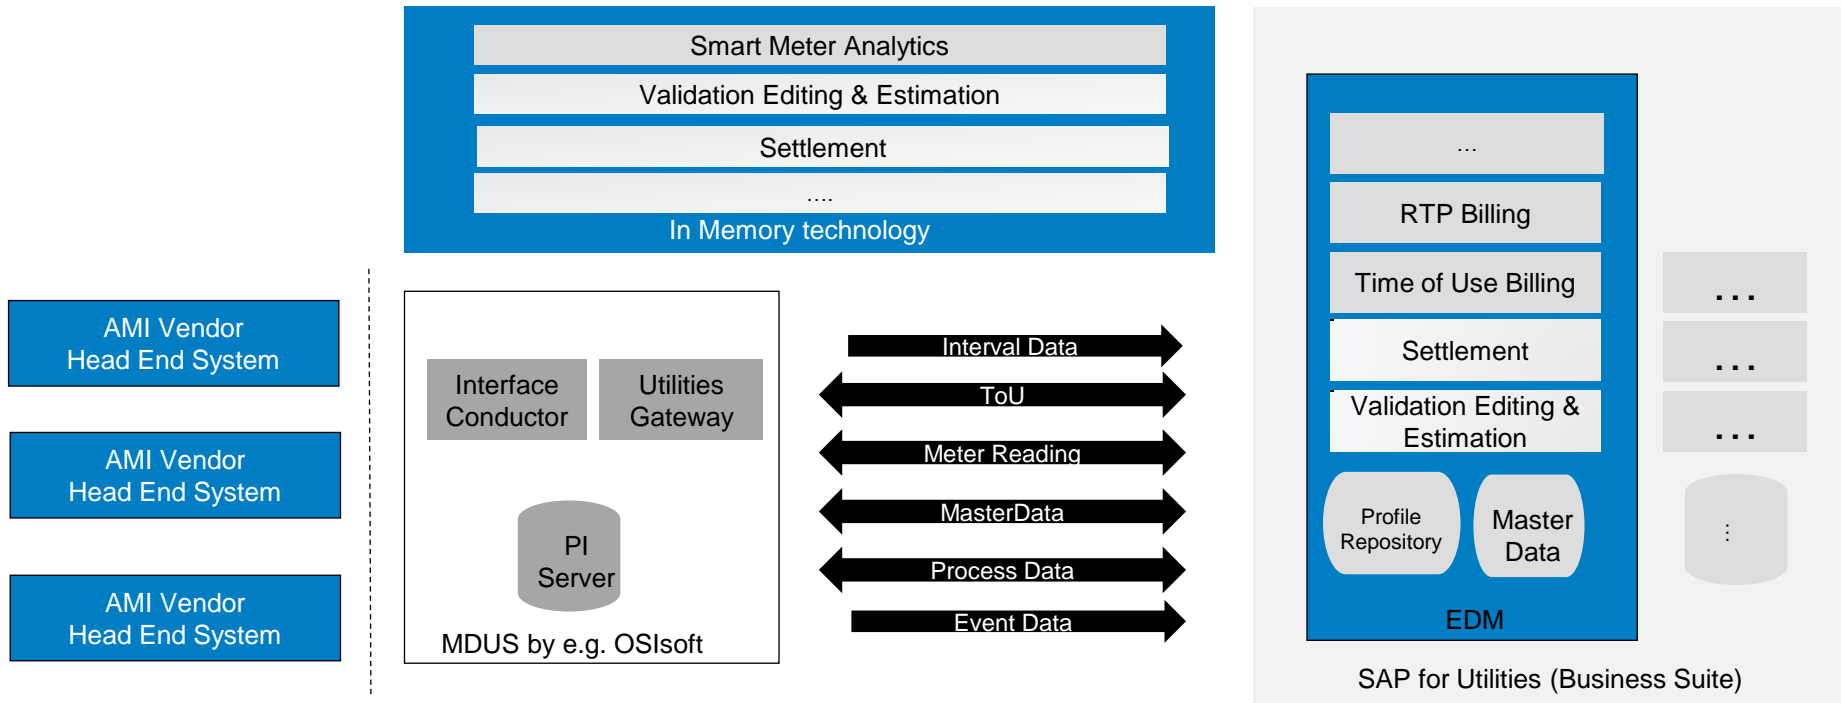 Smart Meter Analytics
Validation Editing & Estimation
Settlement
....
In Memory technology
AMI Vendor
Head End System
AMI Vendor
Head End System
AMI Vendor
Head End System
Interface
Conductor
Utilities
Gateway
PI
Server
MDUS by e.g. OSIsoft
Interval Data
ToU
Meter Reading
MasterData
Process Data
Event Data
...
RTP Billing
Time of Use Billing
Settlement
Validation Editing &
Estimation
Profile
Repository
Master
Data
EDM
...
...
...
...
SAP for Utilities (Business Suite)